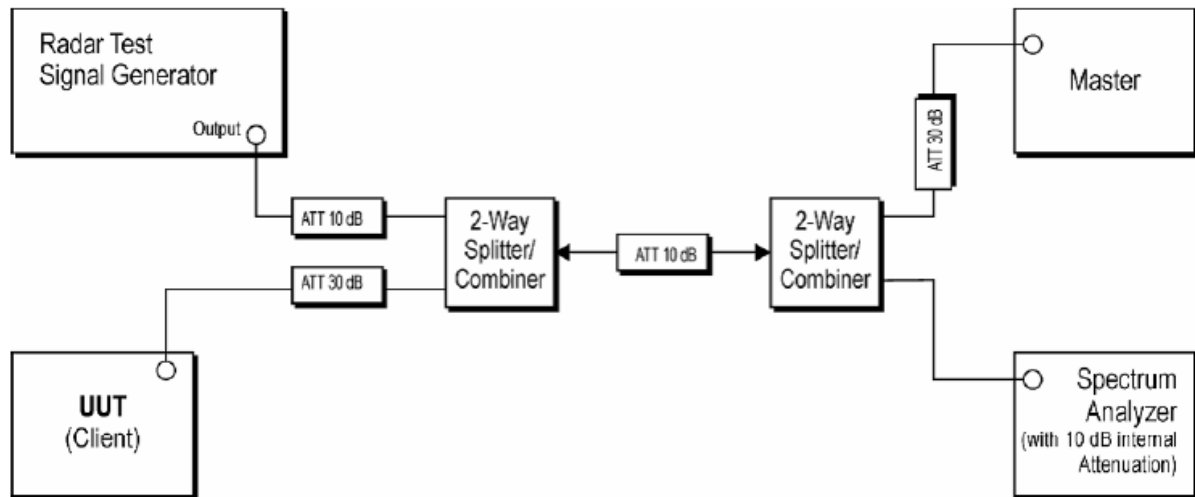 Radar Test
Signal Generator
Output
Master
ATT 30 dB
ATT 10 dB
2-Way
Splitter/
Combiner
ATT 10 dB
2-Way
Splitter/
Combiner
ATT 30 dB
UUT
(Client)
Spectrum
Analyzer
(with 10 dB internal
Attenuation)